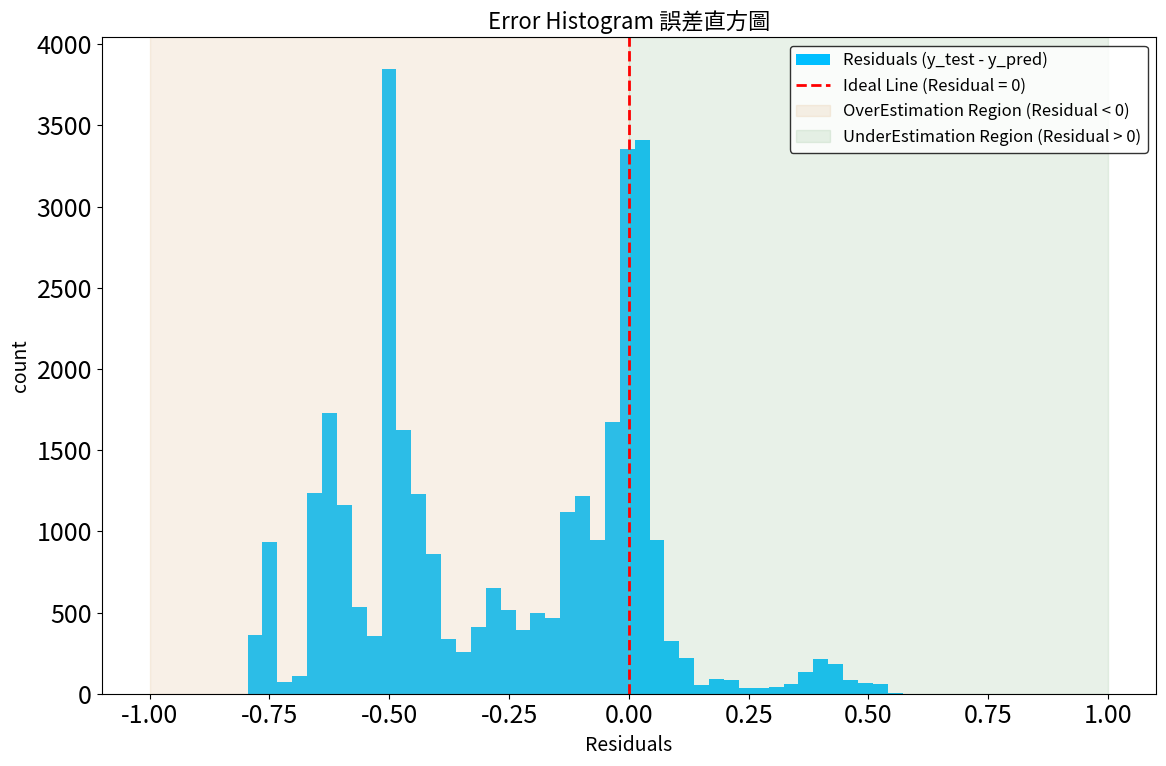 Error Histogram 誤差直方圖
Residuals (y_test - y_pred)
Ideal Line (Residual = 0)
OverEstimation Region (Residual < 0)
UnderEstimation Region (Residual > 0)
count
4000
3500
3000
2500
2000
1500
1000
500
0
-1.00 -0.75 -0.50 -0.25 0.00 0.25 0.50 0.75 1.00
Residuals